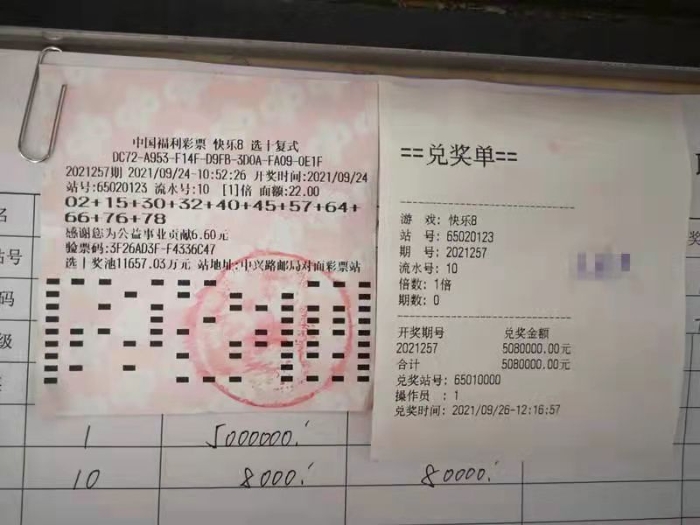 中国福利彩票 快乐8 选十复式
DC72-A953-F14F-D9FB-3D0A-FA09-0E1F
2021257期 2021/09/24-10:52:26 开奖时间:2021/09/24
站号:65020123 流水号:10 [1]倍 面额:22.00
02+15+30+32+40+45+57+64+
66+76+78
感谢您为公益事业贡献6.60元
验票码:3F26AD3F-F4336C47
选十奖池11657.03万元 站地址:中兴路邮局对面彩票站
==兑奖单==
游 戏: 快乐8
站 号: 65020123
期 号: 2021257
流水号: 10
倍数: 1倍
期数: 0
开奖期号 兑奖金额
2021257 5080000.00元
合计 5080000.00元
兑奖站号: 65010000
操作员 : 1
兑奖时间: 2021/09/26-12:16:57
名
站号
码
级
1 5000000.
10 8000. 80000.